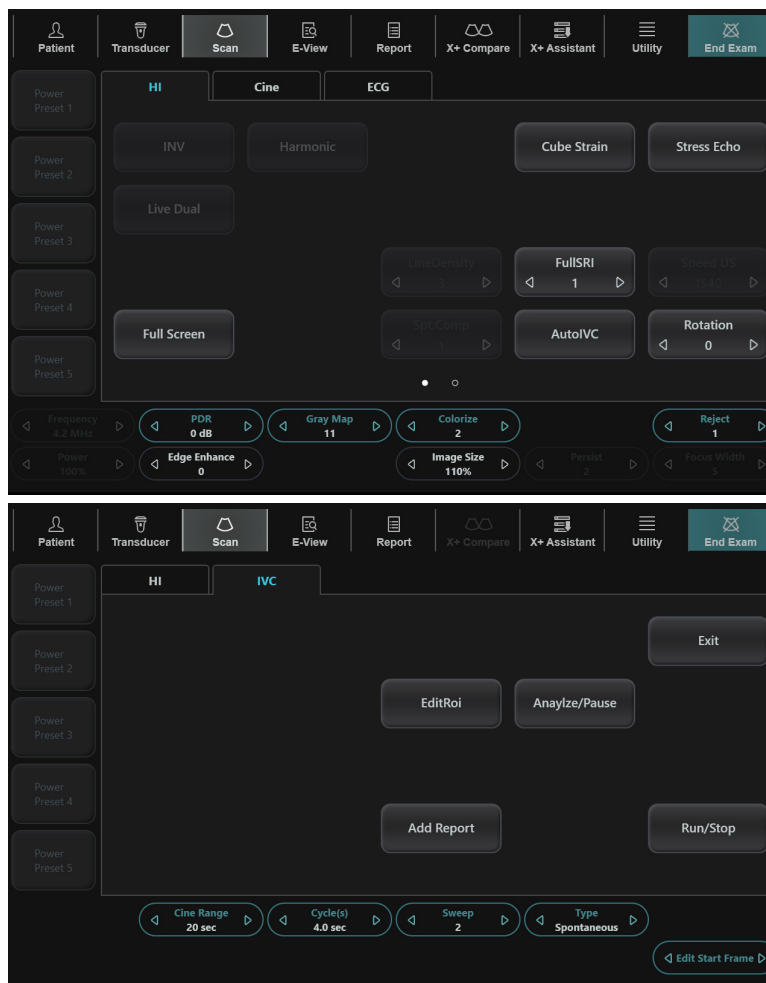 Patient
Transducer
Scan
E-View
Report
X+ Compare
X+ Assistant
Utility
End Exam
HI
Cine
ECG
Power
Preset 1
Power
Preset 2
Power
Preset 3
Power
Preset 4
Power
Preset 5
INV
Harmonic
Cube Strain
Stress Echo
Live Dual
LineDensity
3
FullSRI
1
Speed US
1540
Full Screen
Spt.Comp
1
AutoIVC
Rotation
0
Frequency
4.2 MHz
PDR
0 dB
Gray Map
11
Colorize
2
Reject
1
Power
100%
Edge Enhance
0
Image Size
110%
Persist
2
Focus Width
5
Patient
Transducer
Scan
E-View
Report
X+ Compare
X+ Assistant
Utility
End Exam
HI
IVC
Power
Preset 1
Power
Preset 2
Power
Preset 3
Power
Preset 4
Power
Preset 5
Exit
EditRoi
Anaylze/Pause
Add Report
Run/Stop
Cine Range
20 sec
Cycle(s)
4.0 sec
Sweep
2
Type
Spontaneous
Edit Start Frame